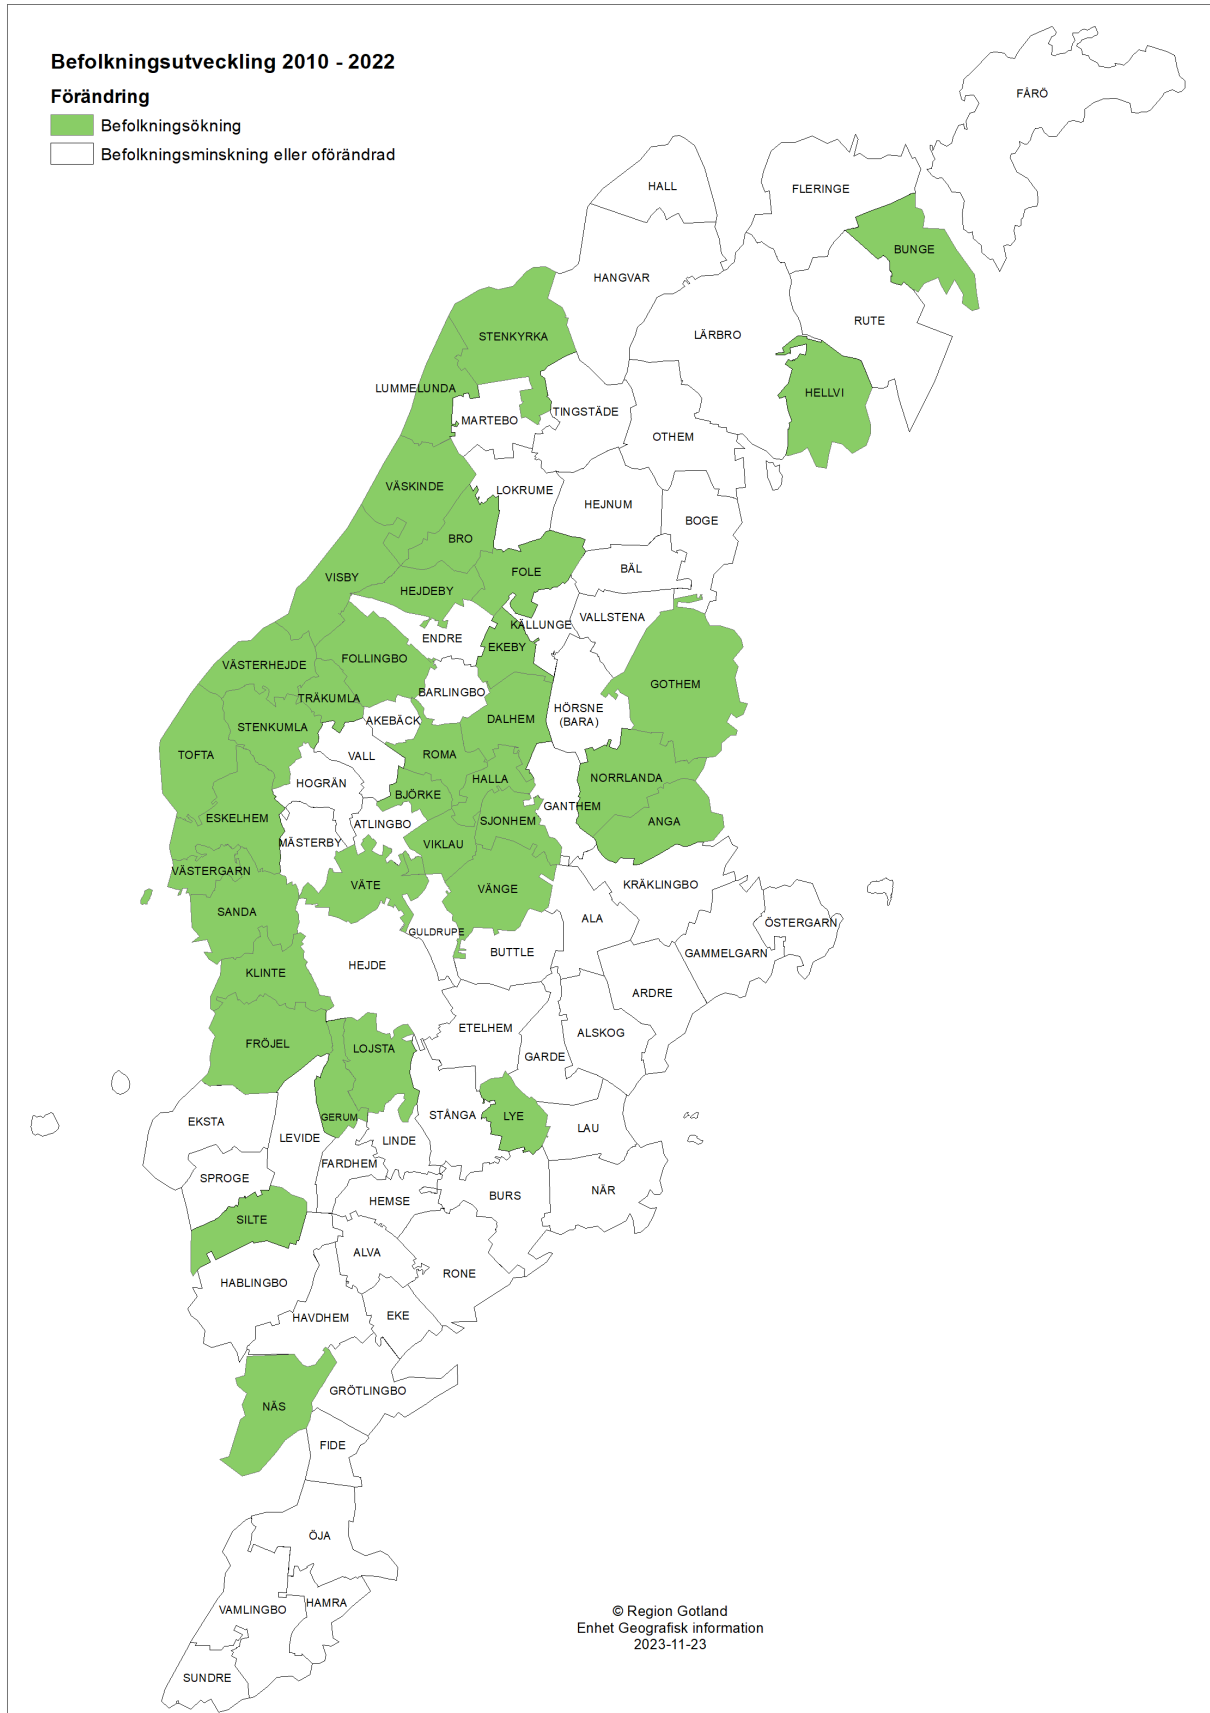 Befolkningsutveckling 2010 - 2022
Förändring
Befolkningsökning
Befolkningsminskning eller oförändrad
FÅRÖ
HALL
FLERINGE
BUNGE
HANGVAR
RUTE
LÄRBRO
STENKYRKA
LUMMELUNDA
HELLVI
TINGSTÄDE
MARTEBO
OTHEM
VÄSKINDE
LOKRUME
HEJNUM
BOGE
BRO
FOLE
BÄL
VISBY
HEJDEBY
VALLSTENA
KÄLLUNGE
ENDRE
EKEBY
FOLLINGBO
VÄSTERHEJDE
GOTHEM
BARLINGBO
TRÄKUMLA
HÖRSNE
(BARA)
AKEBÄCK
DALHEM
STENKUMLA
TOFTA
VALL
ROMA
HOGRÄN
HALLA
NORRLANDA
BJÖRKE
GANTHEM
ESKELHEM
ATLINGBO
SJONHEM
ANGA
MÄSTERBY
VIKLAU
VÄSTERGARN
VÄTE
VÄNGE
KRÄKLINGBO
SANDA
ALA
ÖSTERGARN
GULDRUPE
BUTTLE
GAMMELGARN
HEJDE
KLINTE
ARDRE
ETELHEM
ALSKOG
FRÖJEL
LOJSTA
GARDE
EKSTA
GERUM
STÅNGA
LYE
LAU
LEVIDE
LINDE
FARDHEM
SPROGE
NÄR
BURS
HEMSE
SILTE
ALVA
RONE
HABLINGBO
HAVDHEM
EKE
GRÖTLINGBO
NÄS
FIDE
ÖJA
HAMRA
VAMLINGBO
SUNDRE
© Region Gotland
Enhet Geografisk information
2023-11-23